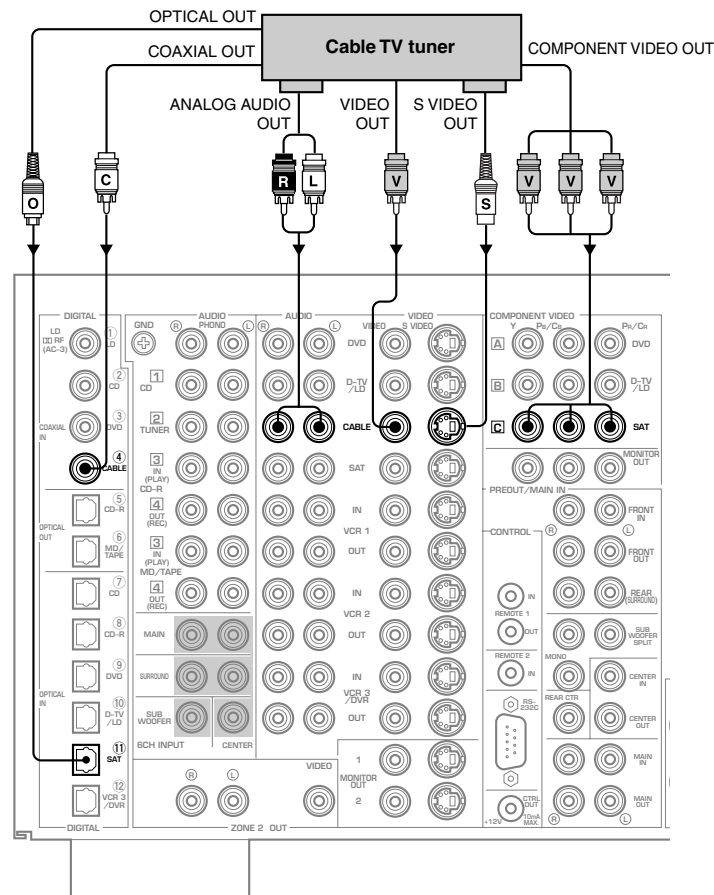 OPTICAL OUT
COAXIAL OUT
Cable TV tuner
COMPONENT VIDEO OUT
ANALOG AUDIO OUT
VIDEO OUT
S VIDEO OUT
O
C
R
L
V
S
V
V
V
DIGITAL
LD
RF
(AC-3)
① LD
② CD
COAXIAL IN
③ DVD
④ CABLE
⑤ CD-R
OPTICAL OUT
⑥ MD/TAPE
⑦ CD
⑧ CD-R
OPTICAL IN
⑨ DVD
⑩ D-TV/LD
⑪ SAT
⑫ VCR 3/DVR
DIGITAL
GND
AUDIO
R PHONO L
1 CD
2 TUNER
3 IN (PLAY)
CD-R
4 OUT (REC)
3 IN (PLAY)
MD/TAPE
4 OUT (REC)
MAIN
SURROUND
SUB WOOFER
6CH INPUT CENTER
R L
VIDEO
ZONE 2 OUT
AUDIO
R L
VIDEO
VIDEO S VIDEO
DVD
D-TV/LD
CABLE
SAT
IN
VCR 1
OUT
IN
VCR 2
OUT
IN
VCR 3/DVR
OUT
1
MONITOR OUT
2
COMPONENT VIDEO
Y PB/CB PR/CR
A DVD
B D-TV/LD
C SAT
MONITOR OUT
PREOUT/MAIN IN
CONTROL
R L
FRONT IN
FRONT OUT
REAR (SURROUND)
IN
REMOTE 1
OUT
REMOTE 2
IN
SUB WOOFER SPLIT
MONO
CENTER IN
REAR CTR
CENTER OUT
RS-232C
MAIN IN
MAIN OUT
R L
CTRL OUT
+12V
10mA MAX.